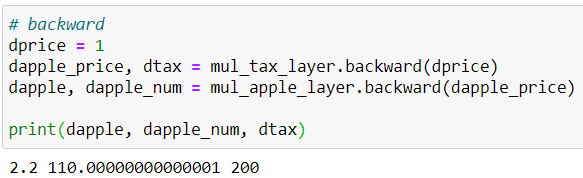 # backward
dprice = 1
dapple_price, dtax = mul_tax_layer.backward(dprice)
dapple, dapple_num = mul_apple_layer.backward(dapple_price)
print(dapple, dapple_num, dtax)
2.2 110.00000000000001 200